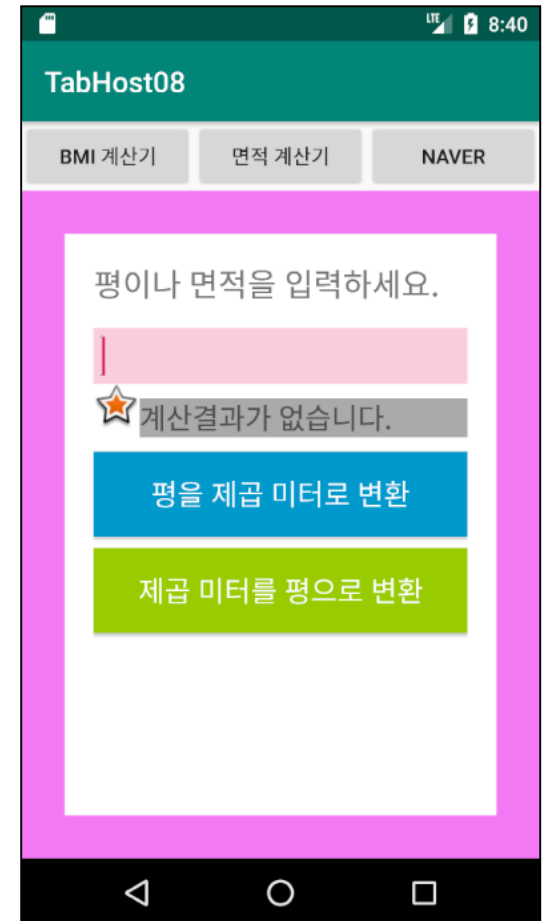 LTE 8:40
TabHost08
BMI 계산기 면적 계산기 NAVER
평이나 면적을 입력하세요.
계산결과가 없습니다.
평을 제곱 미터로 변환
제곱 미터를 평으로 변환